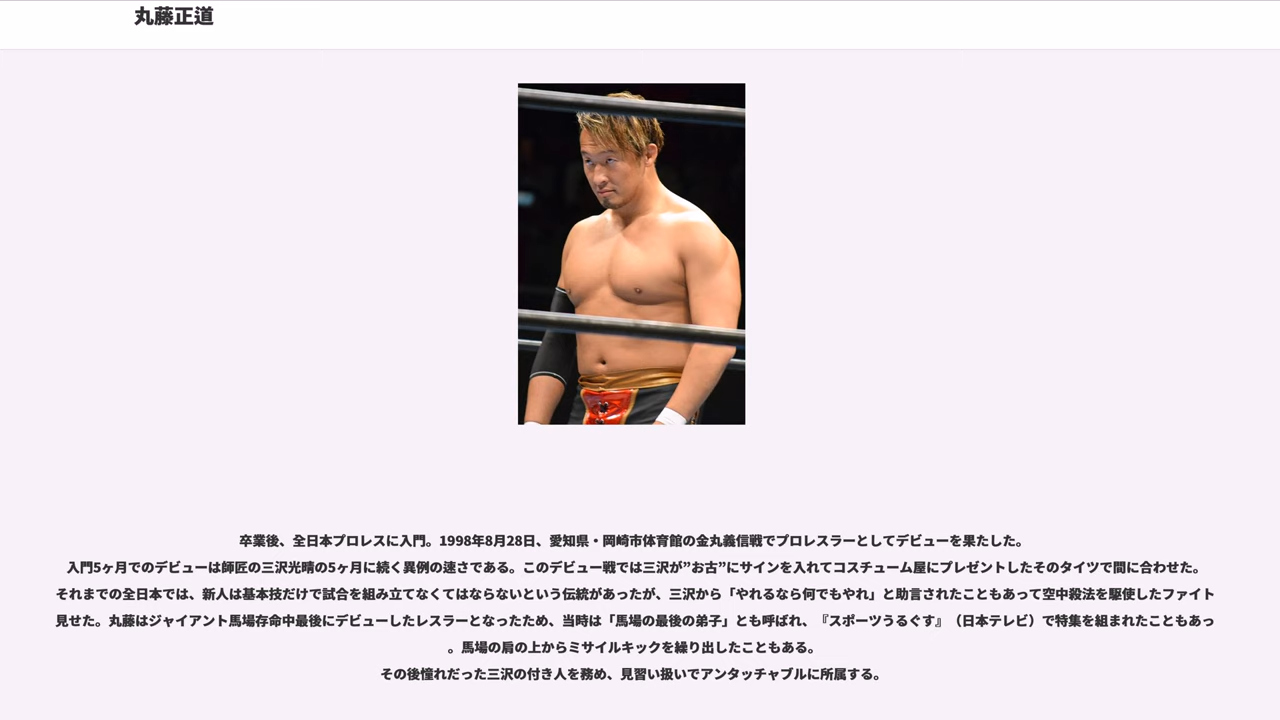 丸藤正道
卒業後、全日本プロレスに入門。1998年8月28日、愛知県・岡崎市体育館の金丸義信戦でプロレスラーとしてデビューを果たした。
入門5ヶ月でのデビューは師匠の三沢光晴の5ヶ月に続く異例の速さである。このデビュー戦では三沢が”お古”にサインを入れてコスチューム屋にプレゼントしたそのタイツで間に合わせた。
それまでの全日本では、新人は基本技だけで試合を組み立てなくてはならないという伝統があったが、三沢から「やれるなら何でもやれ」と助言されたこともあって空中殺法を駆使したファイト
見せた。丸藤はジャイアント馬場存命中最後にデビューしたレスラーとなったため、当時は「馬場の最後の弟子」とも呼ばれ、『スポーツうるぐす』（日本テレビ）で特集を組まれたこともあっ
。馬場の肩の上からミサイルキックを繰り出したこともある。
その後憧れだった三沢の付き人を務め、見習い扱いでアンタッチャブルに所属する。